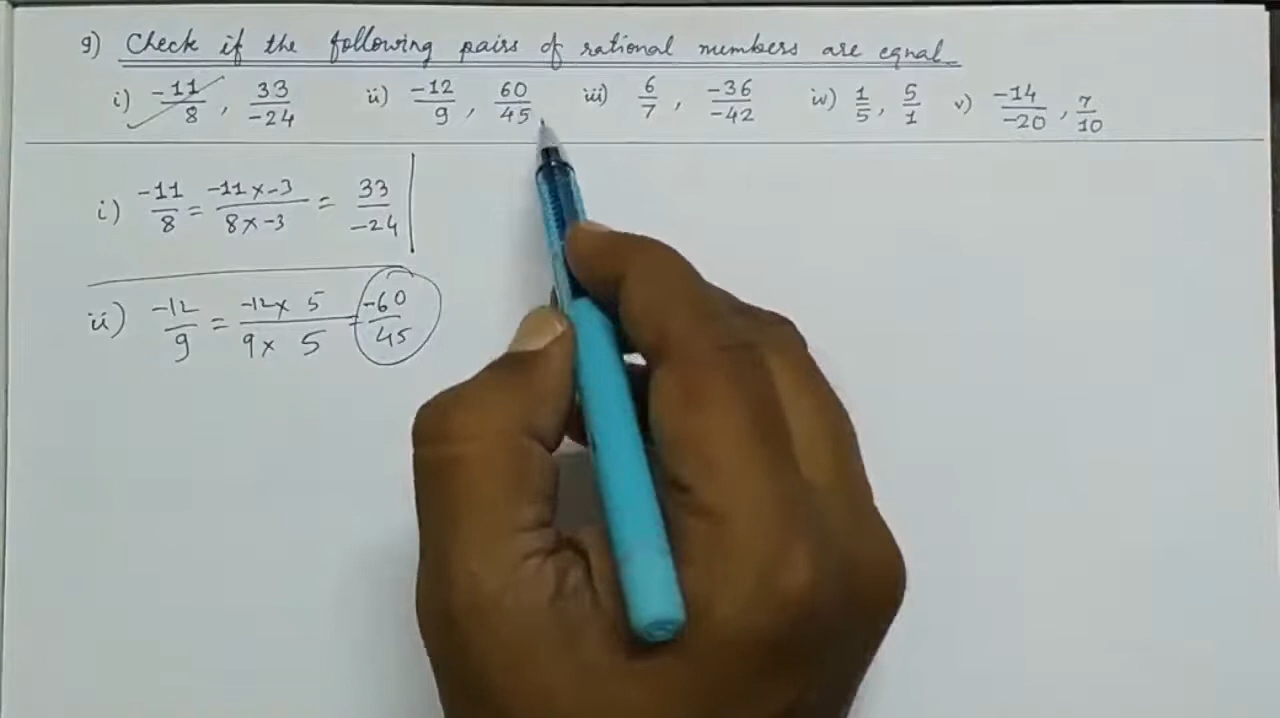 9) Check if the following pairs of rational numbers are equal_
i) -11/8 , 33/-24 ii) -12/9 , 60/45 iii) 6/7 , -36/-42 iv) 1/5 , 5/1 v) -14/-20 , 7/10
i) -11/8 = -11 x -3/8 x -3 = 33/-24
ii) -12/9 = -12 x 5/9 x 5 = -60/45